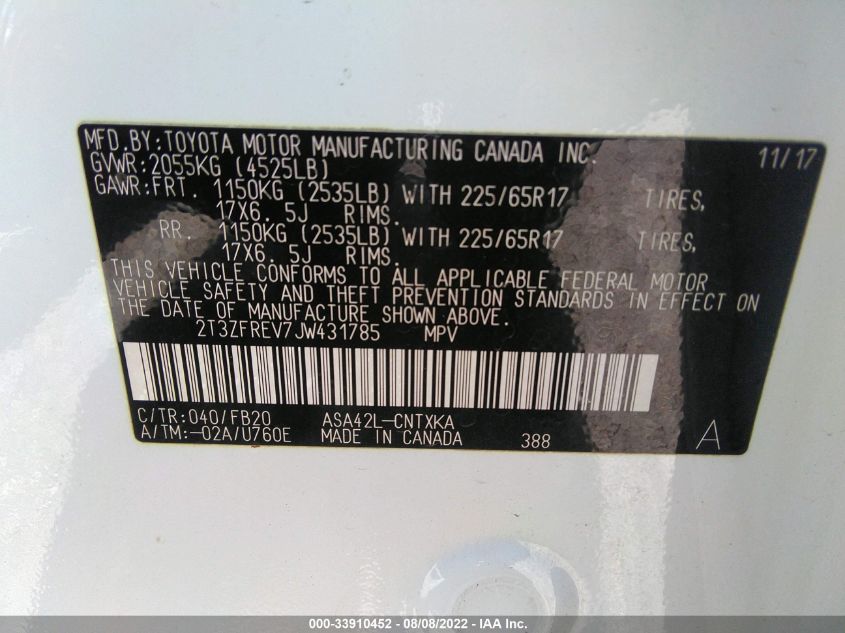 MFD. BY: TOYOTA MOTOR MANUFACTURING CANADA INC. 11/17
GVWR: 2055KG (4525LB)
GAWR: FRT. 1150KG (2535LB) WITH 225/65R17 TIRES,
17X6. 5J RIMS.
RR. 1150KG (2535LB) WITH 225/65R17 TIRES,
17X6. 5J RIMS.
THIS VEHICLE CONFORMS TO ALL APPLICABLE FEDERAL MOTOR
VEHICLE SAFETY AND THEFT PREVENTION STANDARDS IN EFFECT ON
THE DATE OF MANUFACTURE SHOWN ABOVE.
2T3ZFREV7JW431785 MPV
C/TR: 040/FB20 ASA42L-CNTXKA
A/TM: -02A/U760E MADE IN CANADA 388 A
000-33910452 - 08/08/2022 - IAA Inc.